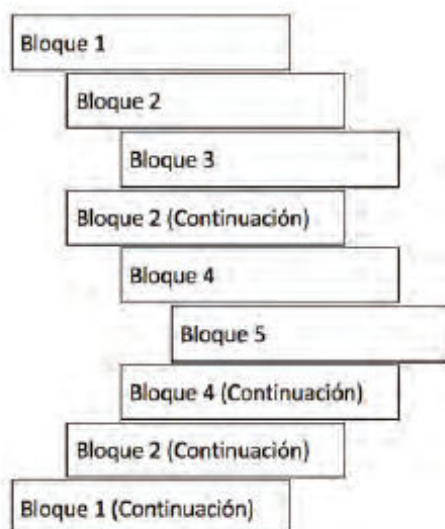 Bloque 1
Bloque 2
Bloque 3
Bloque 2 (Continuación)
Bloque 4
Bloque 5
Bloque 4 (Continuación)
Bloque 2 (Continuación)
Bloque 1 (Continuación)